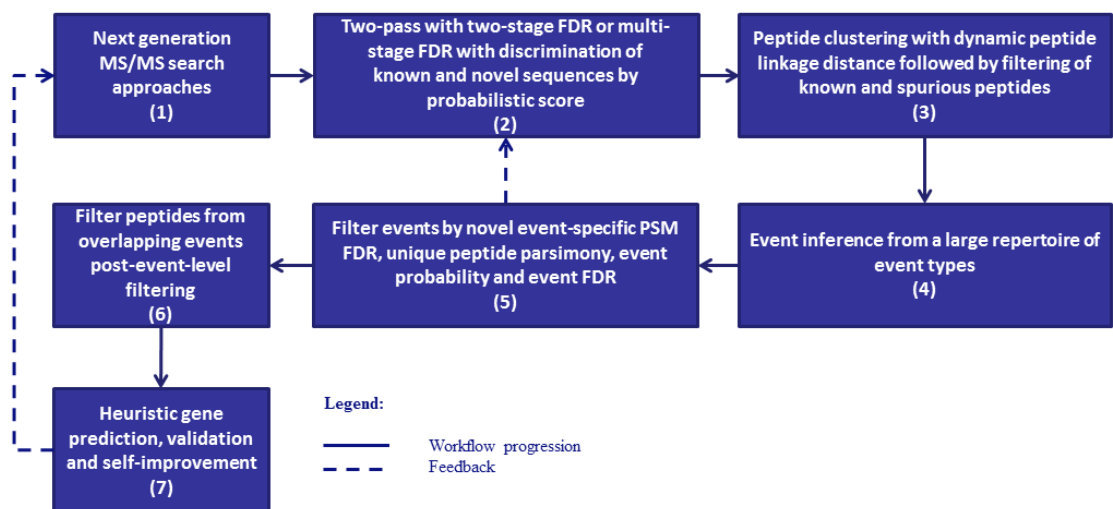 Next generation
MS/MS search
approaches
(1)
Two-pass with two-stage FDR or multi-
stage FDR with discrimination of
known and novel sequences by
probabilistic score
(2)
Peptide clustering with dynamic peptide
linkage distance followed by filtering of
known and spurious peptides
(3)
Event inference from a large repertoire of
event types
(4)
Filter events by novel event-specific PSM
FDR, unique peptide parsimony, event
probability and event FDR
(5)
Filter peptides from
overlapping events
post-event-level
filtering
(6)
Heuristic gene
prediction, validation
and self-improvement
(7)
Legend:
Workflow progression
Feedback